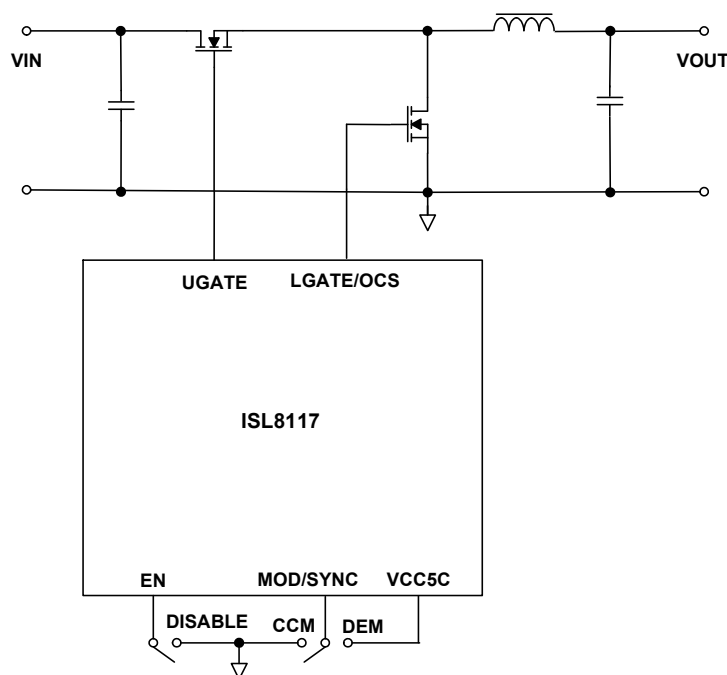 VIN
VOUT
UGATE
LGATE/OCS
ISL8117
EN
MOD/SYNC
VCC5C
DISABLE
CCM
DEM